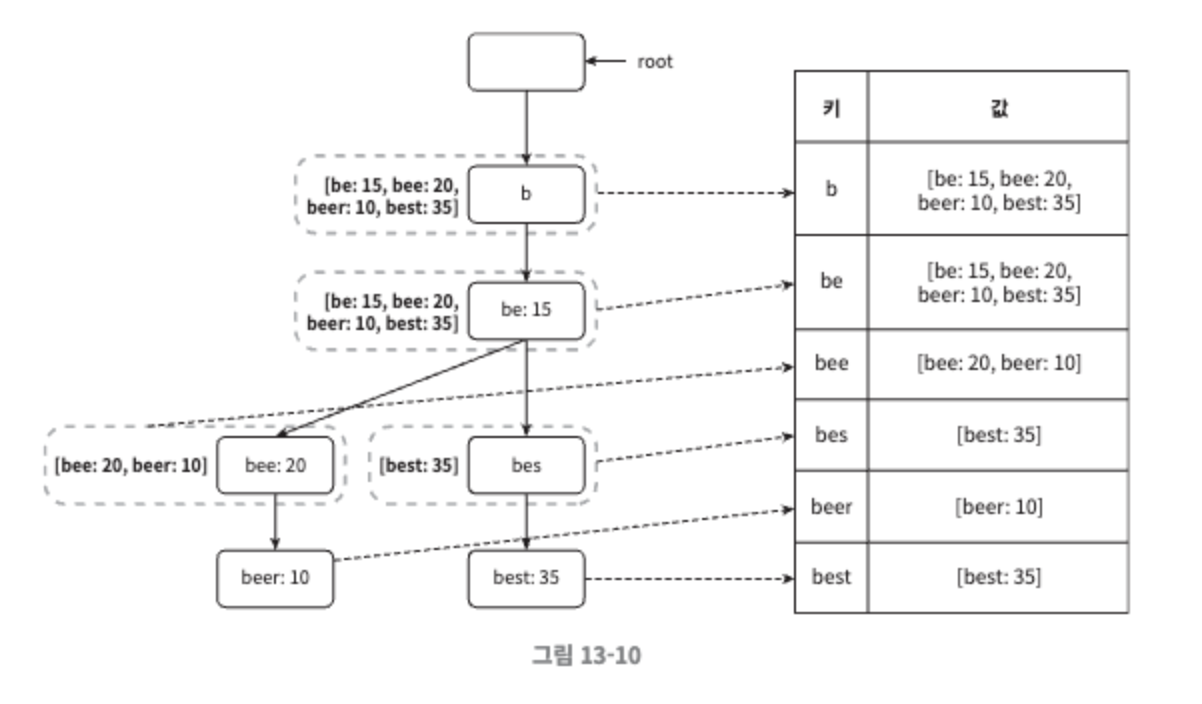 root
[be: 15, bee: 20,
beer: 10, best: 35]
b
[be: 15, bee: 20,
beer: 10, best: 35]
be: 15
[bee: 20, beer: 10]
bee: 20
[best: 35]
bes
beer: 10
best: 35
키 값
b [be: 15, bee: 20,
beer: 10, best: 35]
be [be: 15, bee: 20,
beer: 10, best: 35]
bee [bee: 20, beer: 10]
bes [best: 35]
beer [beer: 10]
best [best: 35]
그림 13-10